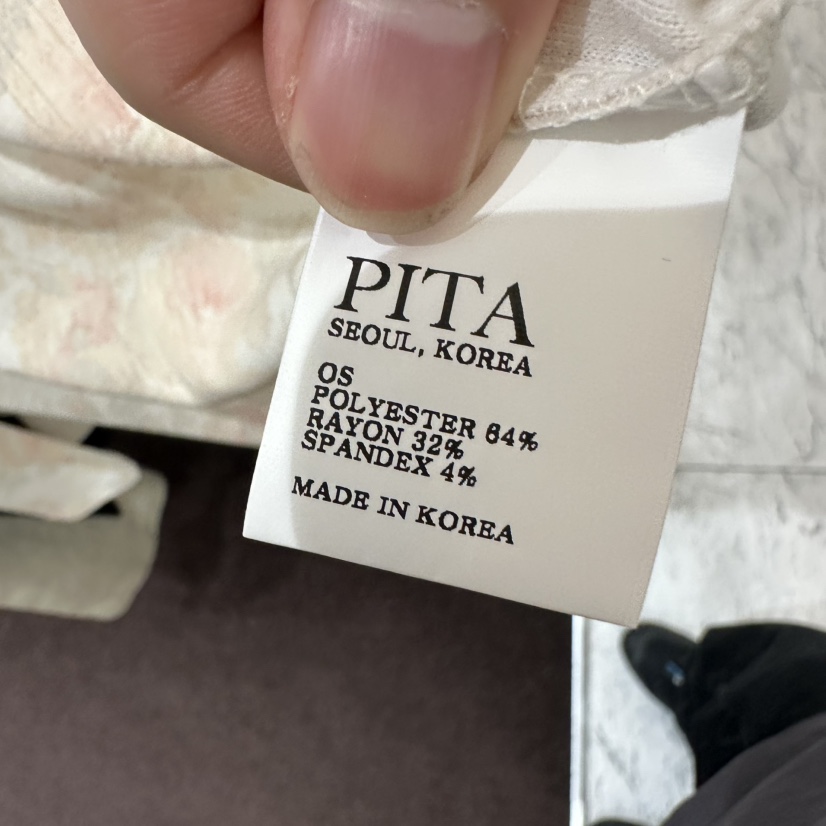 PITA
SEOUL, KOREA
OS
POLYESTER 64%
RAYON 32%
SPANDEX 4%
MADE IN KOREA